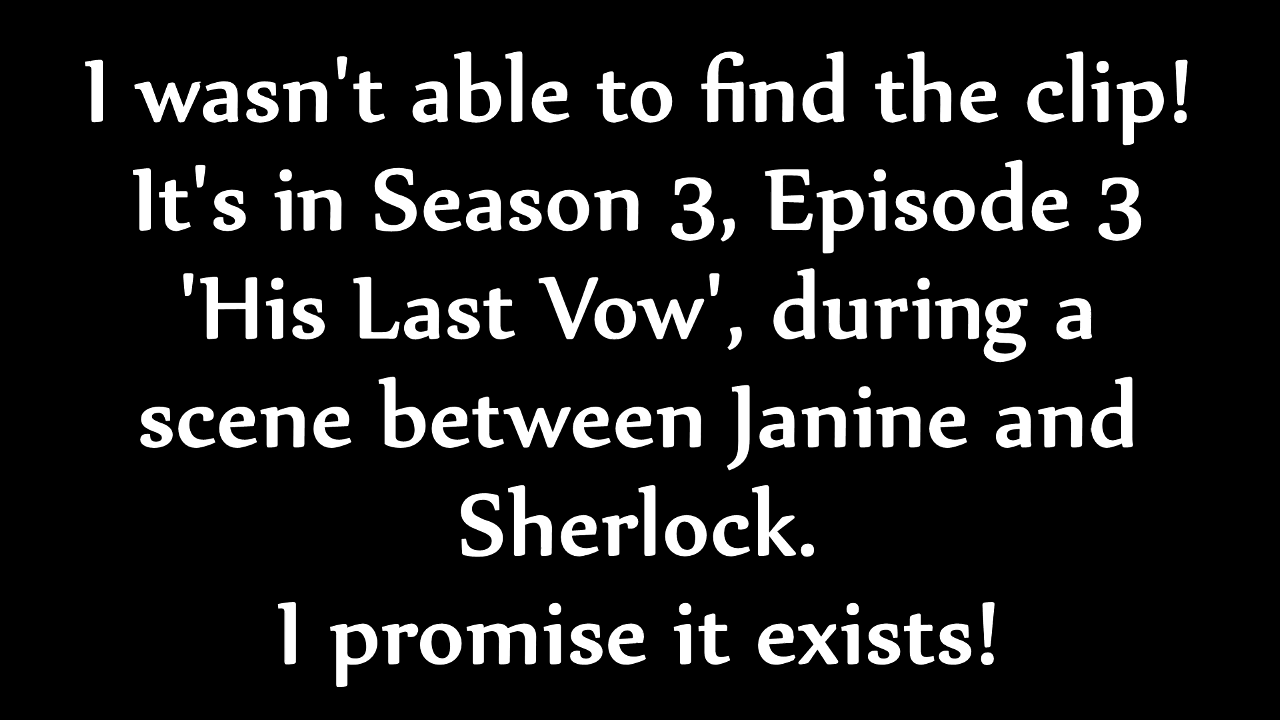 I wasn't able to find the clip!
It's in Season 3, Episode 3
'His Last Vow', during a
scene between Janine and
Sherlock.
I promise it exists!